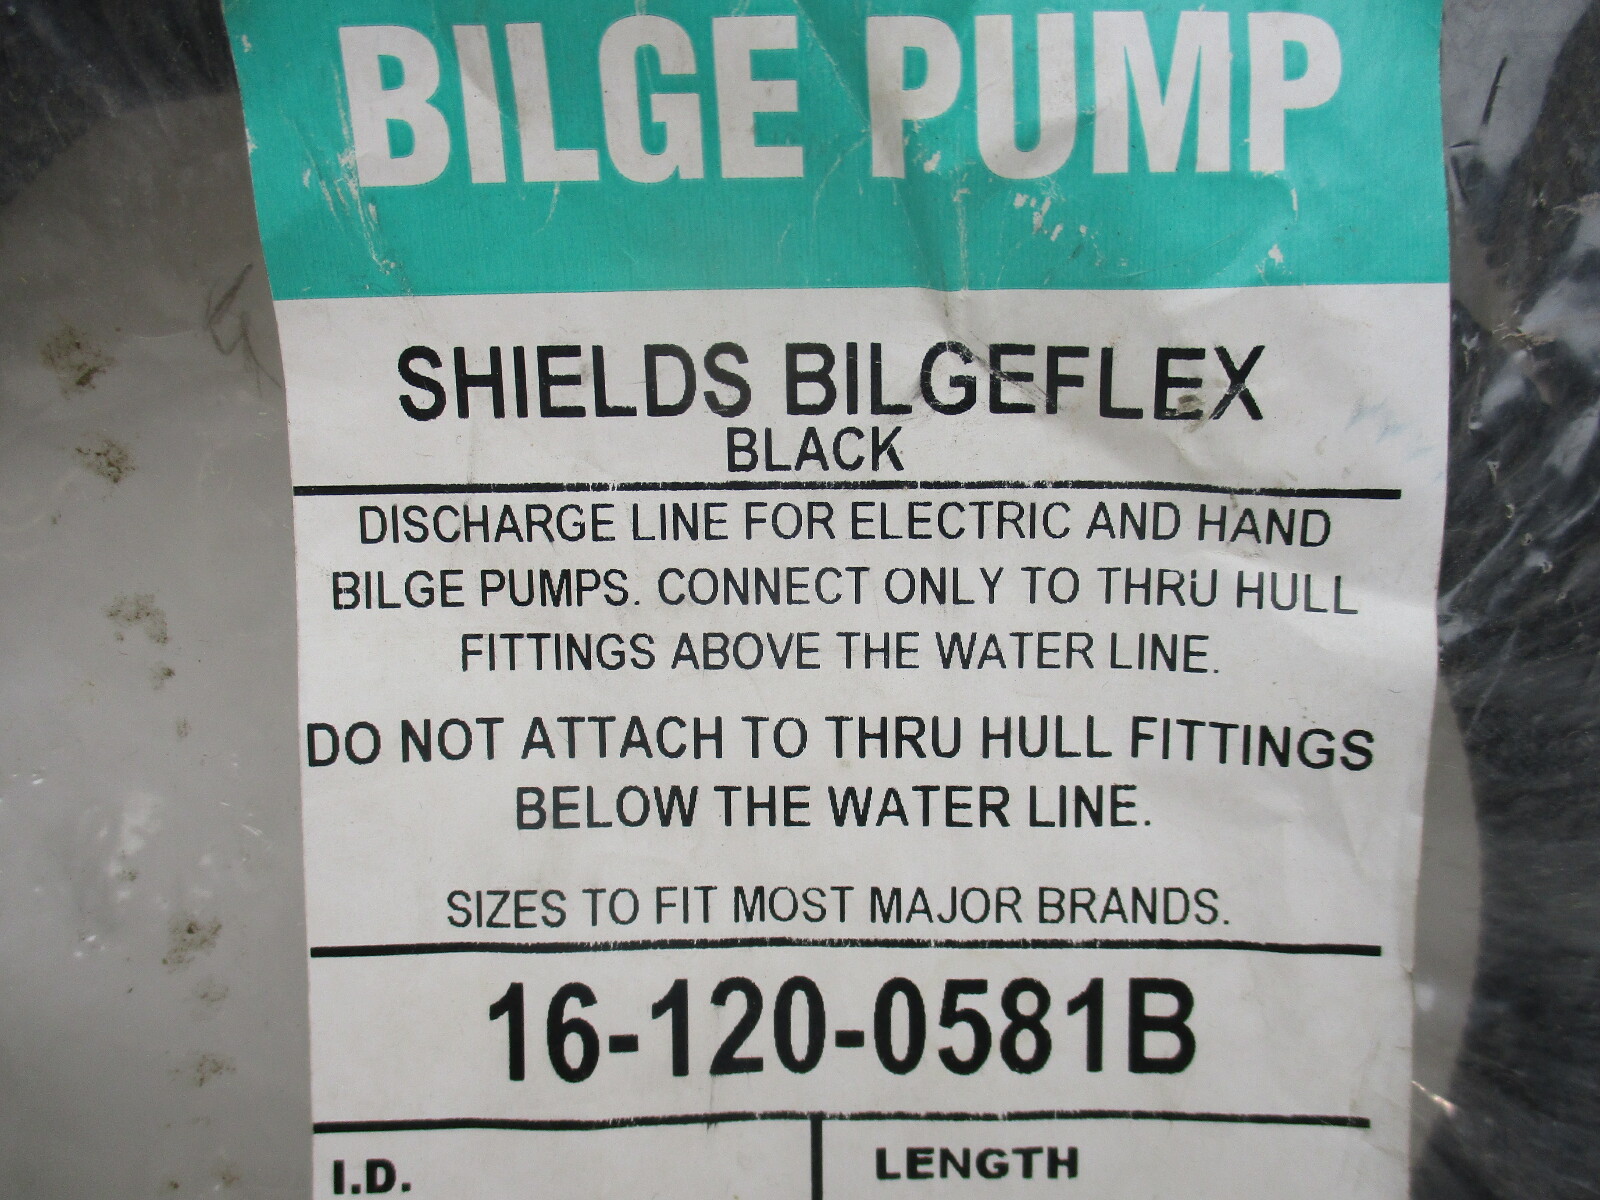 BILGE PUMP
SHIELDS BILGEFLEX
BLACK
DISCHARGE LINE FOR ELECTRIC AND HAND
BILGE PUMPS. CONNECT ONLY TO THRU HULL
FITTINGS ABOVE THE WATER LINE.
DO NOT ATTACH TO THRU HULL FITTINGS
BELOW THE WATER LINE.
SIZES TO FIT MOST MAJOR BRANDS.
16-120-0581B
I.D. LENGTH